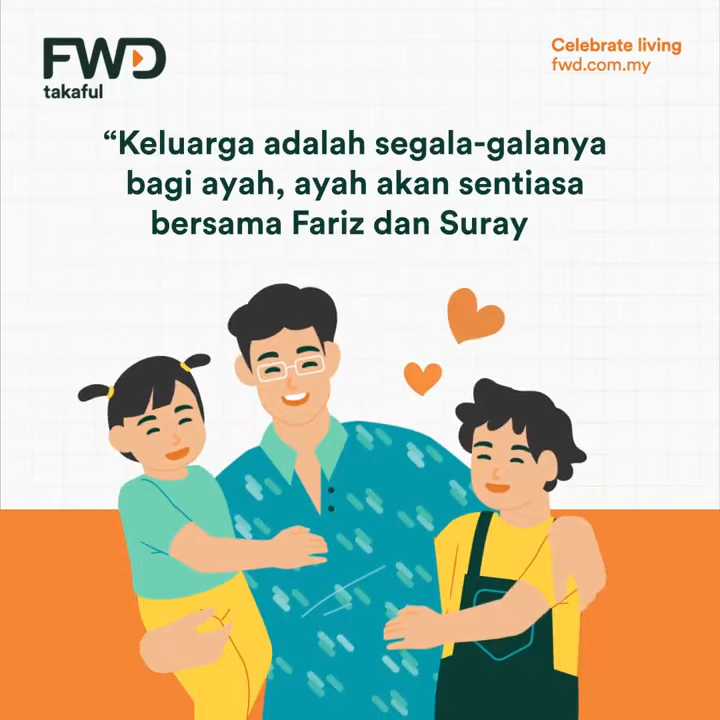 FWD
takaful
Celebrate living
fwd.com.my
“Keluarga adalah segala-galanya
bagi ayah, ayah akan sentiasa
bersama Fariz dan Suray